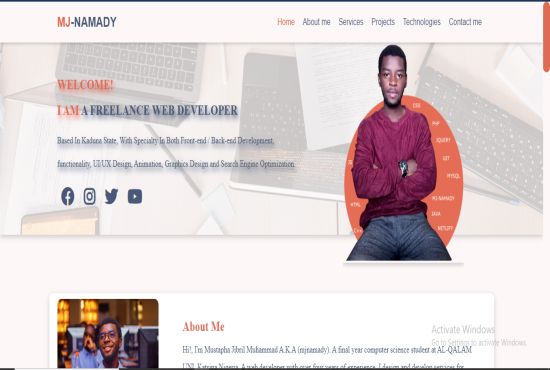 MJ-NAMADY
Home About me Services Projects Technologies Contact me
WELCOME!
I AM A FREELANCE WEB DEVELOPER
Based In Kaduna State, With Specialty In Both Front-end / Back-end Development,
functionality, UI/UX Design, Animation, Graphics Design and Search Engine Optimization.
CSS
PHP
JQUERY
GIT
MYSQL
MJ-NAMADY
JAVA
NETLIFY
HTML
C++
About Me
Hi!, I'm Mustapha Jibril Muhammad A.K.A (mjnamady). A final year computer science student at AL-QALAM
UNI, Katsina Nigeria. A web developer with over four years of experience. I design and develop services for
Activate Windows
Go to Settings to activate Windows.